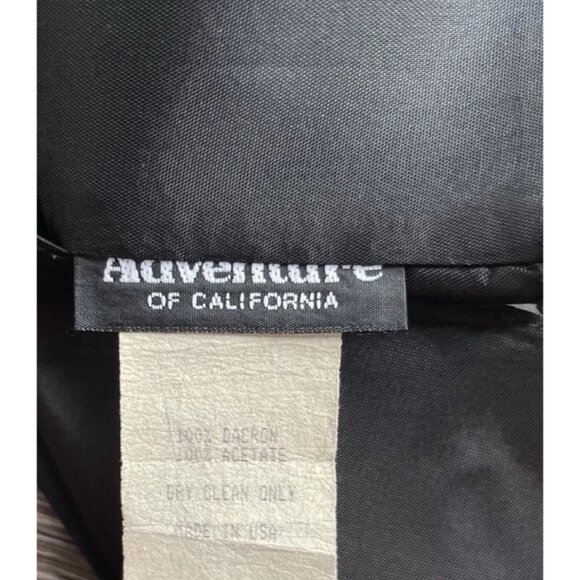 Adventure
OF CALIFORNIA
100% DACRON
100% ACETATE
DRY CLEAN ONLY
MADE IN USA